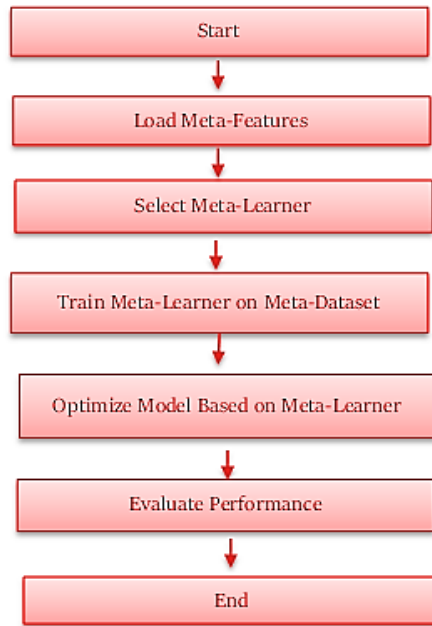 Start
Load Meta-Features
Select Meta-Learner
Train Meta-Learner on Meta-Dataset
Optimize Model Based on Meta-Learner
Evaluate Performance
End